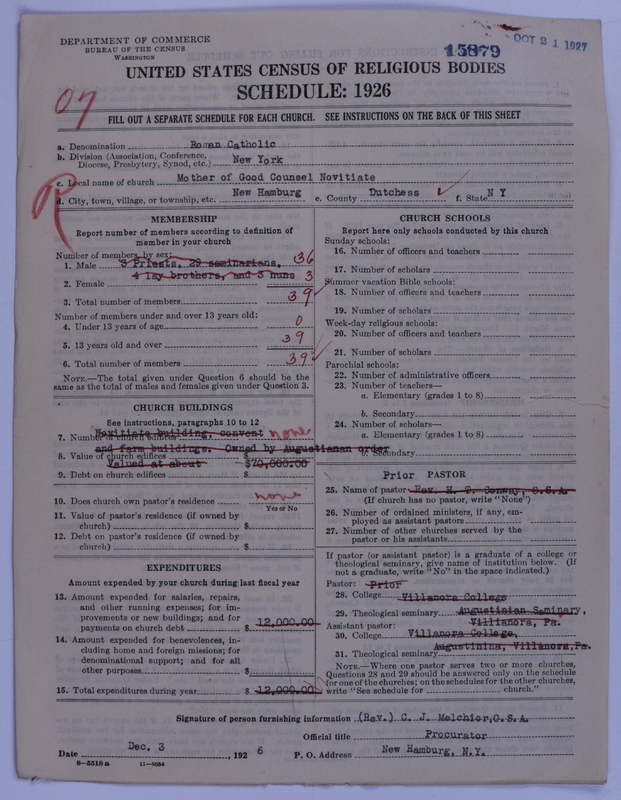 DEPARTMENT OF COMMERCE
BUREAU OF THE CENSUS
WASHINGTON
15879
OCT 21 1927
UNITED STATES CENSUS OF RELIGIOUS BODIES
SCHEDULE: 1926
07
FILL OUT A SEPARATE SCHEDULE FOR EACH CHURCH. SEE INSTRUCTIONS ON THE BACK OF THIS SHEET
a. Denomination Roman Catholic
b. Division (Association, Conference, Diocese, Presbytery, Synod, etc.) New York
c. Local name of church Mother of Good Counsel Novitiate
R
d. City, town, village, or township, etc. New Hamburg e. County Dutchess f. State N Y
MEMBERSHIP
Report number of members according to definition of
member in your church
Number of members, by sex:
1. Male 3 Priests, 29 seminarians, 36
4 lay brothers, and 3 nuns
2. Female 3
3. Total number of members 39
Number of members under and over 13 years old:
4. Under 13 years of age 0
5. 13 years old and over 39
6. Total number of members 39
NOTE.—The total given under Question 6 should be the
same as the total of males and females given under Question 3.
CHURCH BUILDINGS
See instructions, paragraphs 10 to 12
7. Number of church edifices Novitiate building, convent none
and farm buildings. Owned by Augustinian order
8. Value of church edifices $
Valued at about $70,000.00
9. Debt on church edifices $
10. Does church own pastor's residence none
Yes or No
11. Value of pastor's residence (if owned by
church) $
12. Debt on pastor's residence (if owned by
church) $
EXPENDITURES
Amount expended by your church during last fiscal year
13. Amount expended for salaries, repairs,
and other running expenses; for im-
provements or new buildings; and for
payments on church debt $ 12,000.00
14. Amount expended for benevolences, in-
cluding home and foreign missions; for
denominational support; and for all
other purposes $
15. Total expenditures during year $ 12,000.00
CHURCH SCHOOLS
Report here only schools conducted by this church
Sunday schools:
16. Number of officers and teachers
17. Number of scholars
Summer vacation Bible schools:
18. Number of officers and teachers
19. Number of scholars
Week-day religious schools:
20. Number of officers and teachers
21. Number of scholars
Parochial schools:
22. Number of administrative officers
23. Number of teachers—
a. Elementary (grades 1 to 8)
b. Secondary
24. Number of scholars—
a. Elementary (grades 1 to 8)
b. Secondary
Prior PASTOR
25. Name of pastor Rev. H. S. Conway, O.S.A.
(If church has no pastor, write "None")
26. Number of ordained ministers, if any, em-
ployed as assistant pastors
27. Number of other churches served by the
pastor or his assistants
If pastor (or assistant pastor) is a graduate of a college or
theological seminary, give name of institution below. (If
not a graduate, write "No" in the space indicated.)
Pastor: Prior
28. College Villanova College
29. Theological seminary Augustinian Seminary,
Assistant pastor: Villanova, Pa.
30. College Villanova College,
Augustinina, Villanova, Pa.
31. Theological seminary
NOTE.—Where one pastor serves two or more churches,
Questions 28 and 29 should be answered only on the schedule
for one of the churches; on the schedules for the other churches,
write "See schedule for church."
Signature of person furnishing information (Rev.) C. J. Melchior, O.S.A.
Official title Procurator
Date Dec. 3, 1926 P. O. Address New Hamburg, N.Y.
8—5518a 11—9054